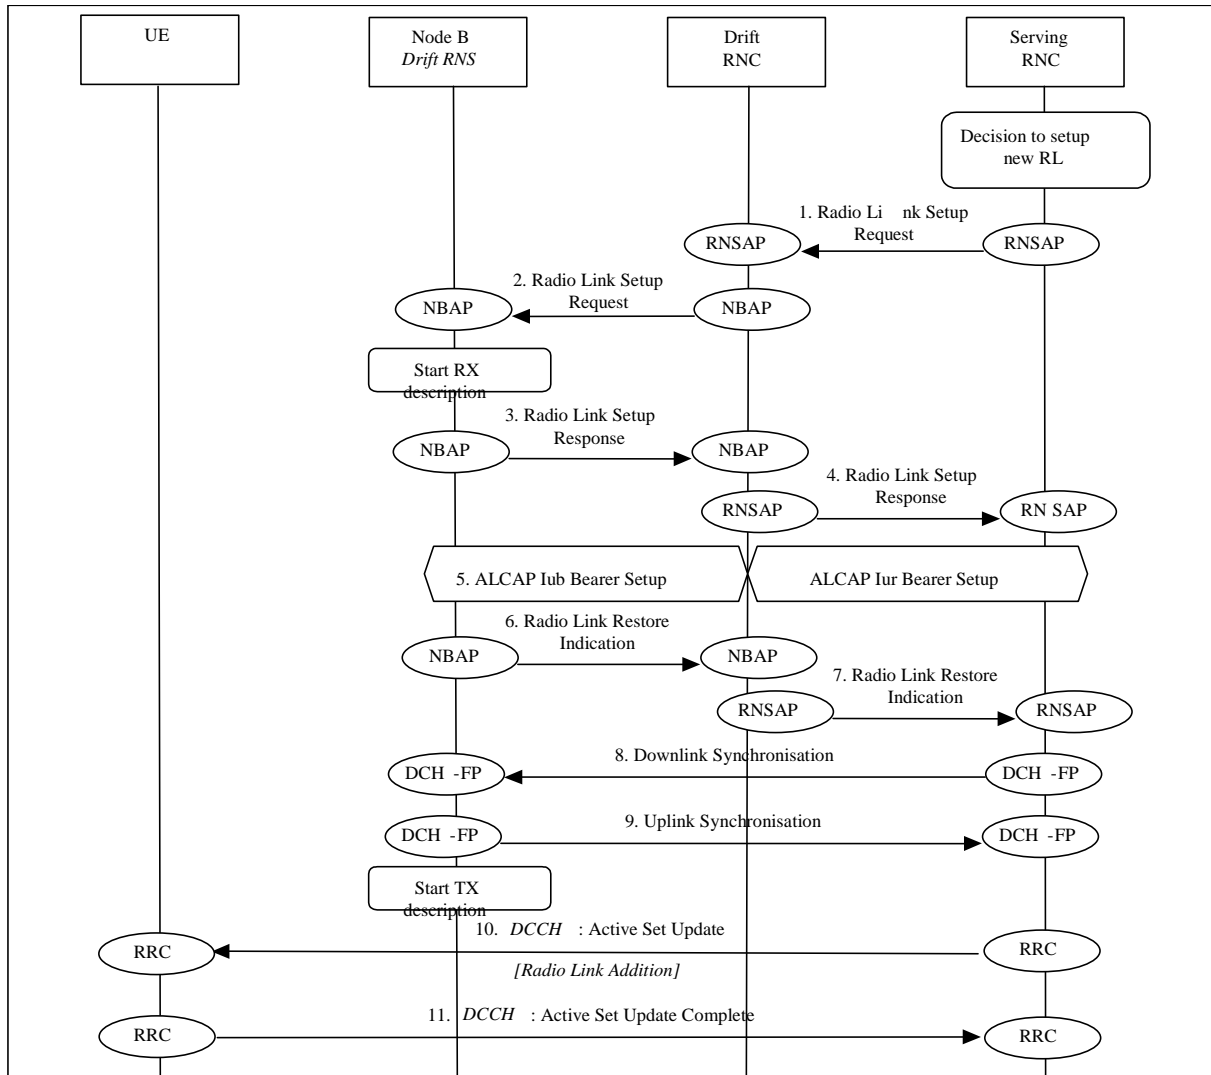 UE
Node B
Drift RNS
Drift
RNC
Serving
RNC
Decision to setup
new RL
1. Radio Li nk Setup
Request
RNSAP
RNSAP
2. Radio Link Setup
Request
NBAP
NBAP
Start RX
description
3. Radio Link Setup
Response
NBAP
NBAP
4. Radio Link Setup
Response
RNSAP
RN SAP
5. ALCAP Iub Bearer Setup
ALCAP Iur Bearer Setup
6. Radio Link Restore
Indication
NBAP
NBAP
7. Radio Link Restore
Indication
RNSAP
RNSAP
8. Downlink Synchronisation
DCH -FP
DCH -FP
9. Uplink Synchronisation
DCH -FP
DCH -FP
Start TX
description
10. DCCH : Active Set Update
RRC
RRC
[Radio Link Addition]
11. DCCH : Active Set Update Complete
RRC
RRC